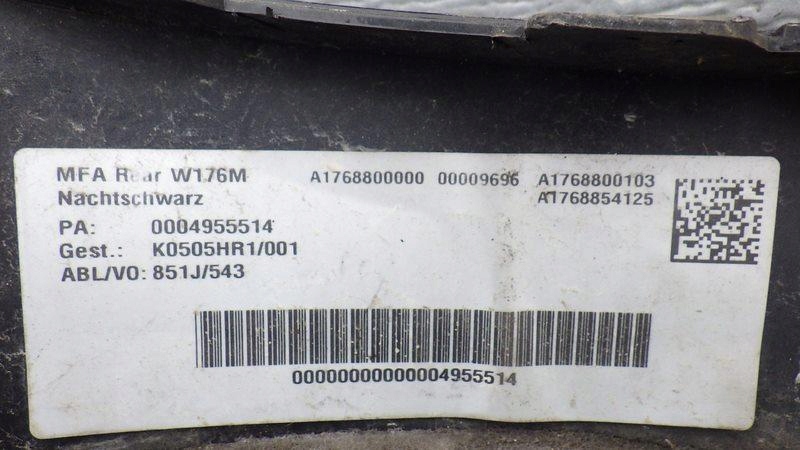 MFA Rear W176M A1768800000 00009696 A1768800103
Nachtschwarz A1768854125
PA: 0004955514
Gest.: K0505HR1/001
ABL/VO: 851J/543
0000000000004955514